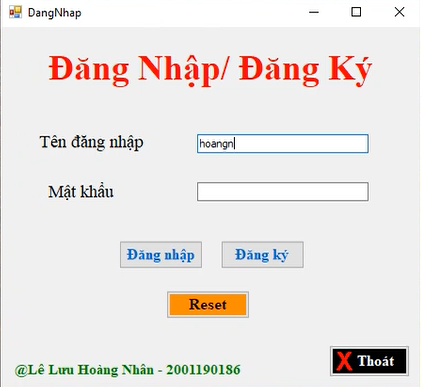 DangNhap
Đăng Nhập/ Đăng Ký
Tên đăng nhập
hoangn
Mật khẩu
Đăng nhập
Đăng ký
Reset
X Thoát
@Lê Lưu Hoàng Nhân - 2001190186